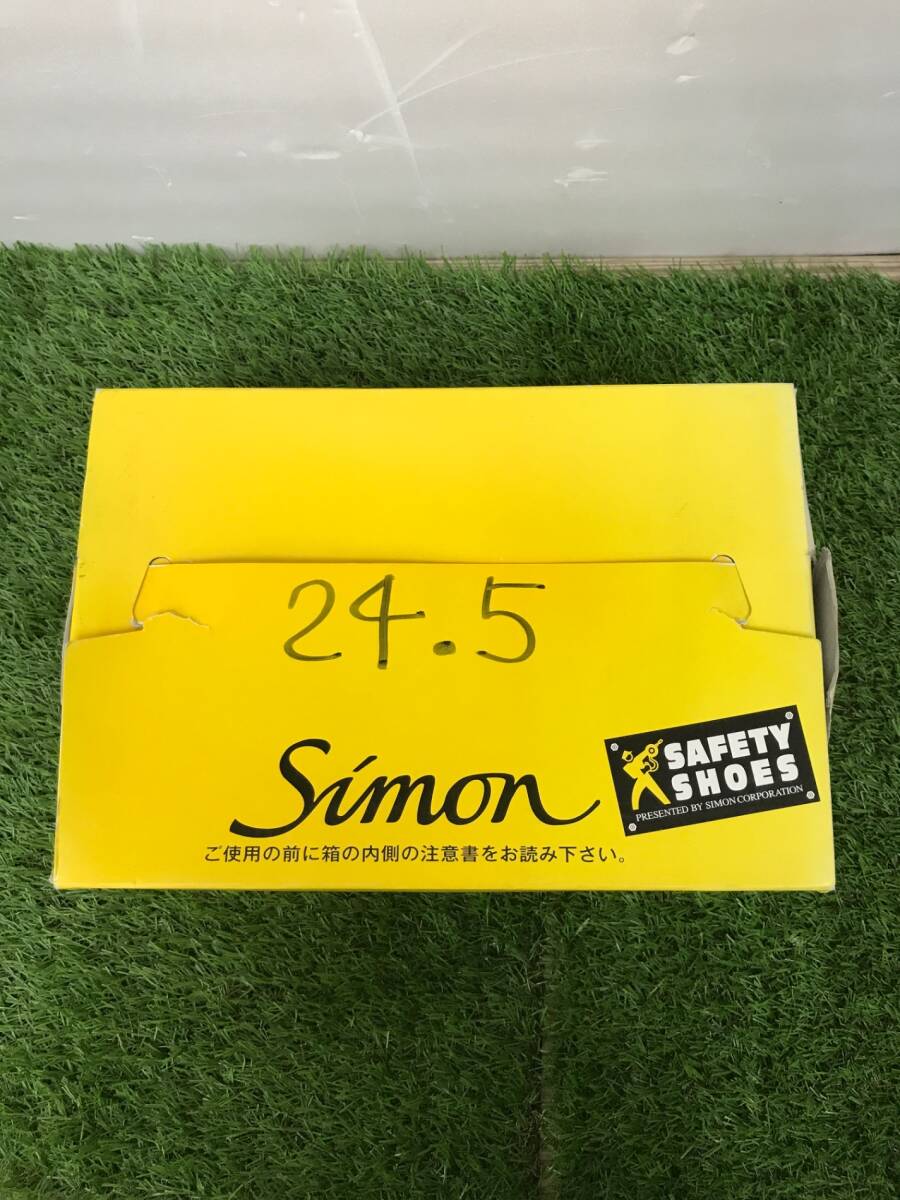 24.5
Simon
SAFETY
SHOES
PRESENTED BY SIMON CORPORATION
ご使用の前に箱の内側の注意書をお読み下さい。